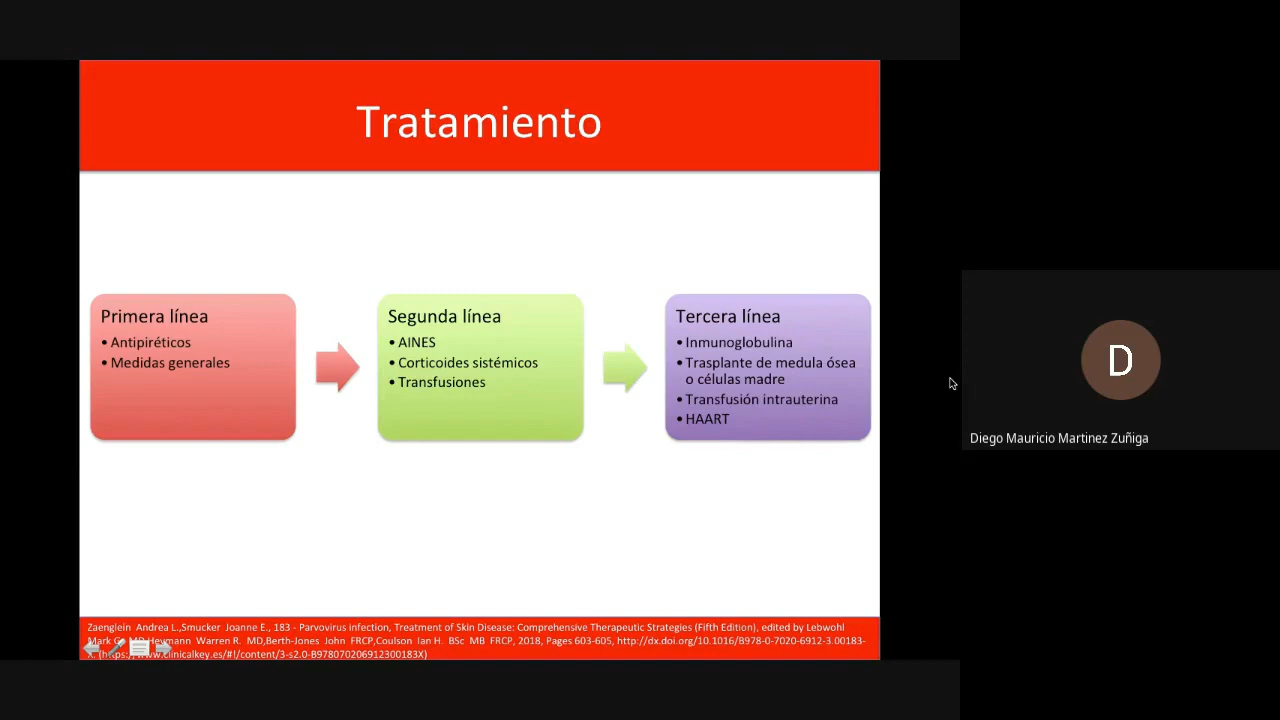 Tratamiento
Primera línea
• Antipiréticos
• Medidas generales
Segunda línea
• AINES
• Corticoides sistémicos
• Transfusiones
Tercera línea
• Inmunoglobulina
• Trasplante de medula ósea
o células madre
• Transfusión intrauterina
• HAART
D
Diego Mauricio Martinez Zuñiga
Zaenglein Andrea L.,Smucker Joanne E., 183 - Parvovirus infection, Treatment of Skin Disease: Comprehensive Therapeutic Strategies (Fifth Edition), edited by Lebwohl
Mark G. MD,Heymann Warren R. MD,Berth-Jones John FRCP,Coulson Ian H. BSc MB FRCP, 2018, Pages 603-605, http://dx.doi.org/10.1016/B978-0-7020-6912-3.00183-
X. (https://www.clinicalkey.es/#!/content/3-s2.0-B978070206912300183X)